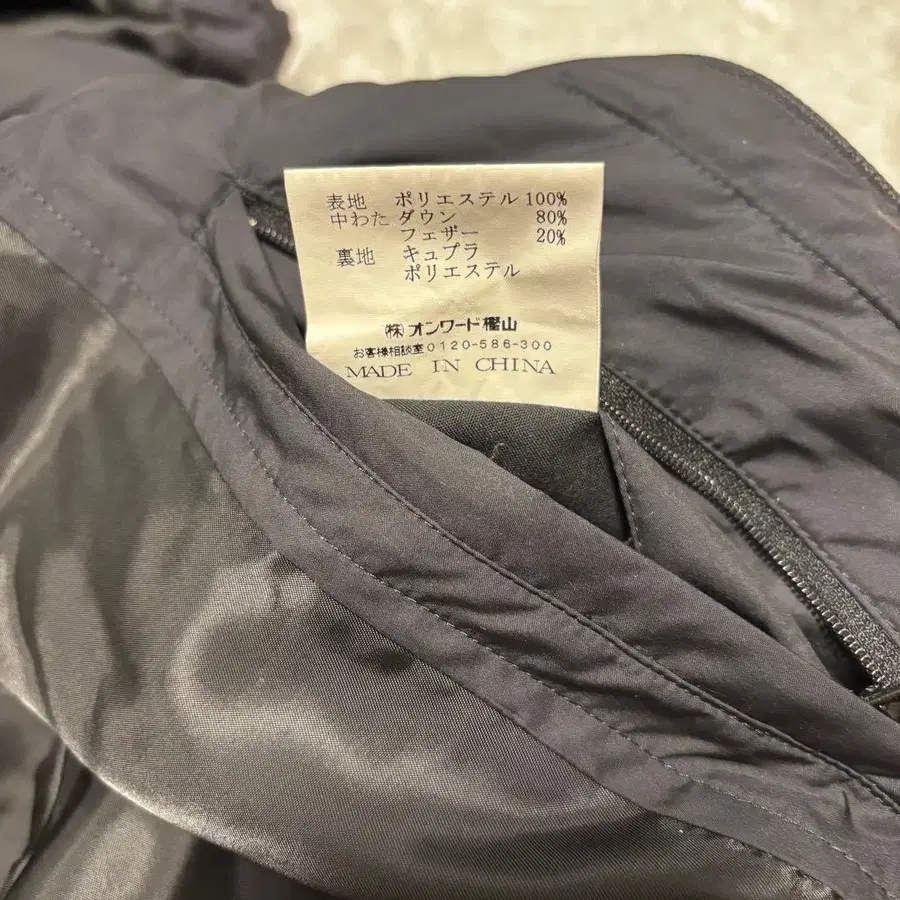 表地 ポリエステル 100%
中わた ダウン 80%
フェザー 20%
裏地 キュプラ
ポリエステル
㈱オンワード樫山
お客様相談室 0120-586-300
MADE IN CHINA